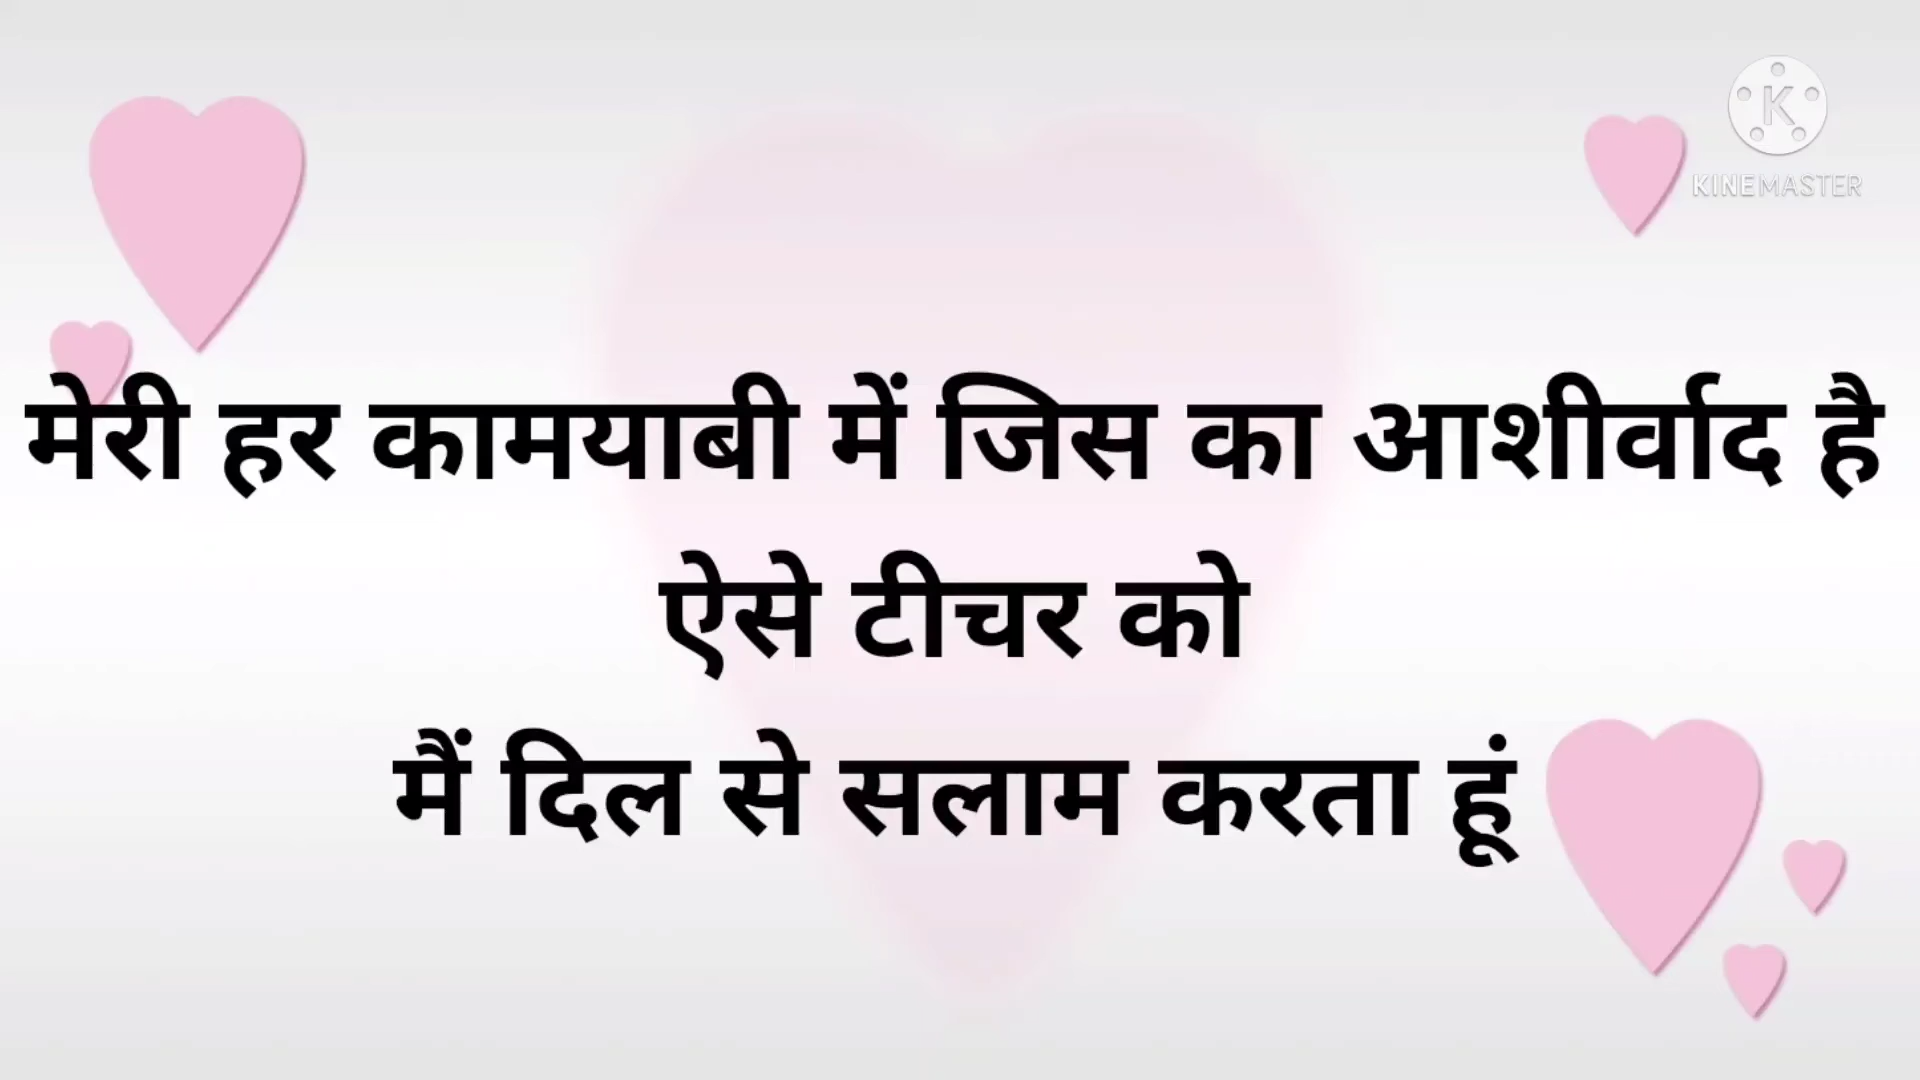 KINEMASTER
मेरी हर कामयाबी में जिस का आशीर्वाद है
ऐसे टीचर को
मैं दिल से सलाम करता हूं